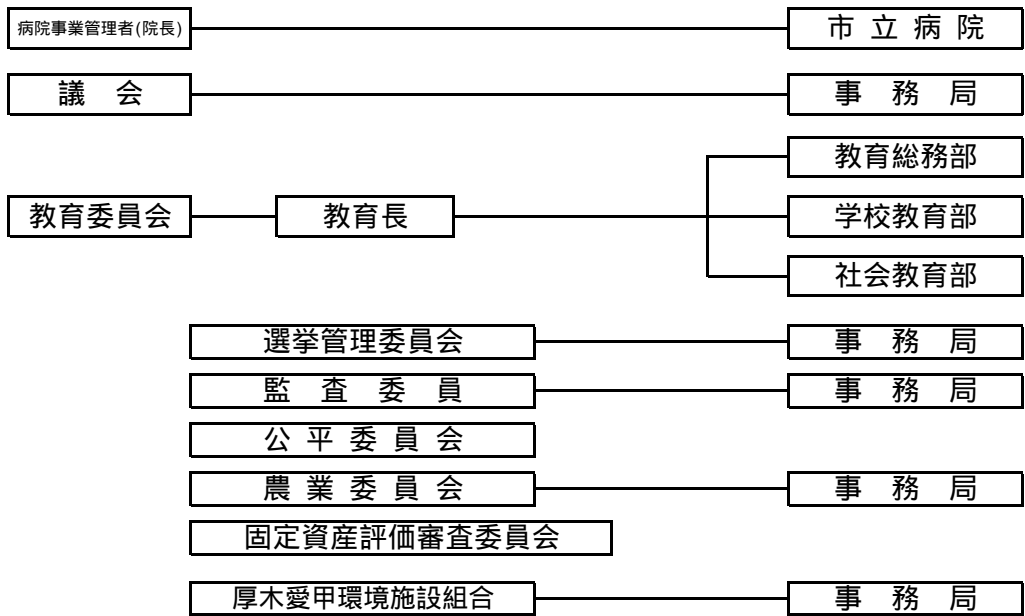 病院事業管理者(院長) 市立病院
議会 事務局
教育総務部
教育委員会 教育長 学校教育部
社会教育部
選挙管理委員会 事務局
監査委員 事務局
公平委員会
農業委員会 事務局
固定資産評価審査委員会
厚木愛甲環境施設組合 事務局